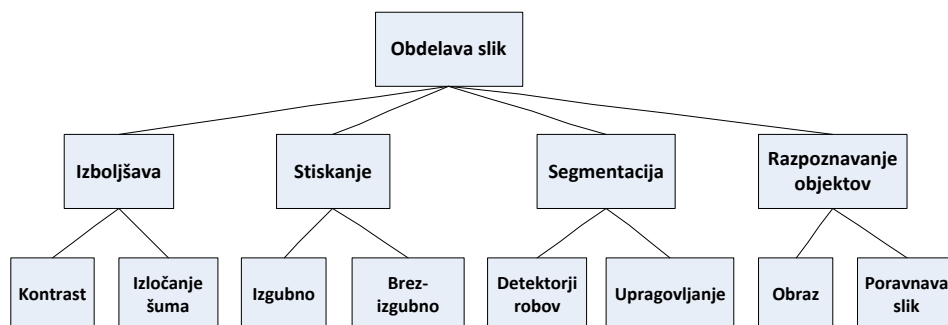 Obdelava slik
Izboljšava
Stiskanje
Segmentacija
Razpoznavanje
objektov
Kontrast
Izločanje
šuma
Izgubno
Brez-
izgubno
Detektorji
robov
Upragovljanje
Obraz
Poravnava
slik